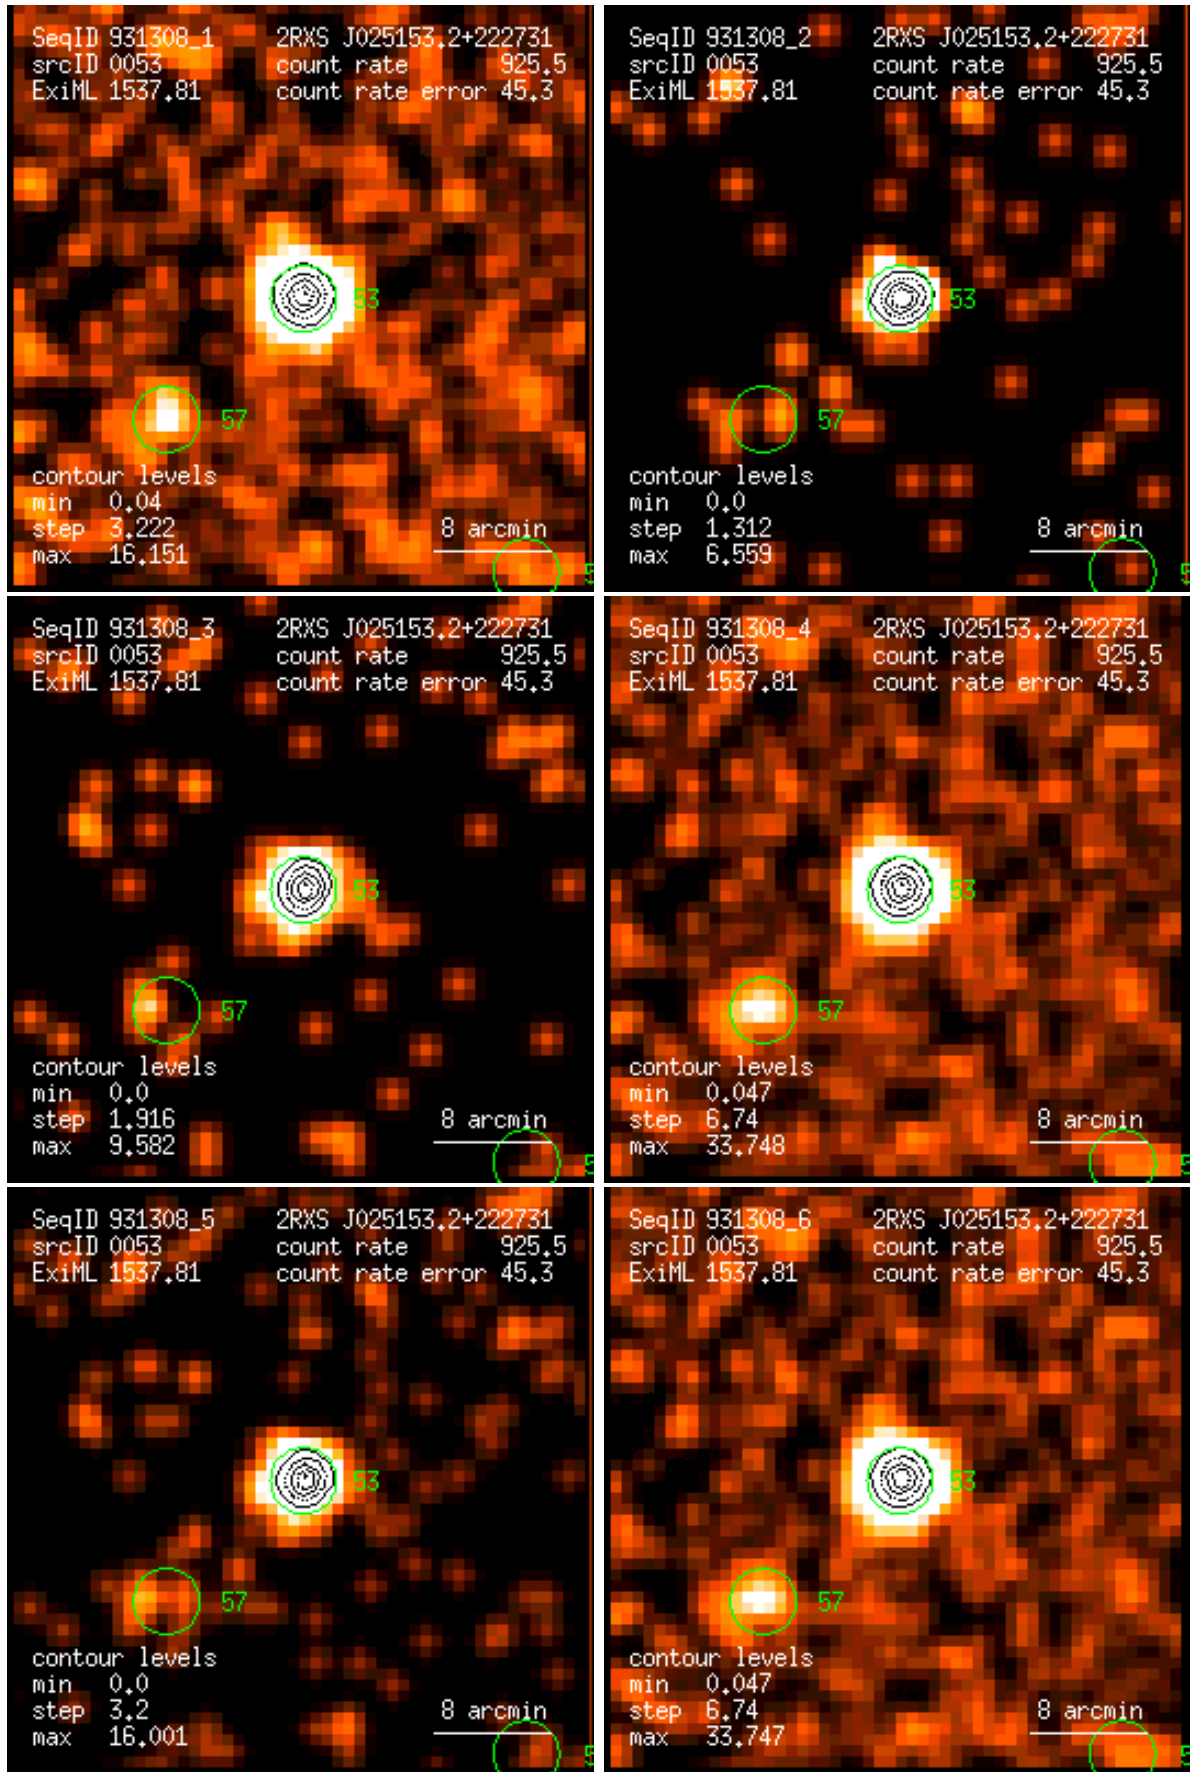 SeqID 931308_1 2RXS J025153.2+222731
srcID 0053 count rate 925.5
ExiML 1537.81 count rate error 45.3
53
57
contour levels
min 0.04
step 3.222
max 16.151
8 arcmin
5
SeqID 931308_2 2RXS J025153.2+222731
srcID 0053 count rate 925.5
ExiML 1537.81 count rate error 45.3
53
57
contour levels
min 0.0
step 1.312
max 6.559
8 arcmin
5
SeqID 931308_3 2RXS J025153.2+222731
srcID 0053 count rate 925.5
ExiML 1537.81 count rate error 45.3
53
57
contour levels
min 0.0
step 1.916
max 9.582
8 arcmin
5
SeqID 931308_4 2RXS J025153.2+222731
srcID 0053 count rate 925.5
ExiML 1537.81 count rate error 45.3
53
57
contour levels
min 0.047
step 6.74
max 33.748
8 arcmin
5
SeqID 931308_5 2RXS J025153.2+222731
srcID 0053 count rate 925.5
ExiML 1537.81 count rate error 45.3
53
57
contour levels
min 0.0
step 3.2
max 16.001
8 arcmin
5
SeqID 931308_6 2RXS J025153.2+222731
srcID 0053 count rate 925.5
ExiML 1537.81 count rate error 45.3
53
57
contour levels
min 0.047
step 6.74
max 33.747
8 arcmin
5